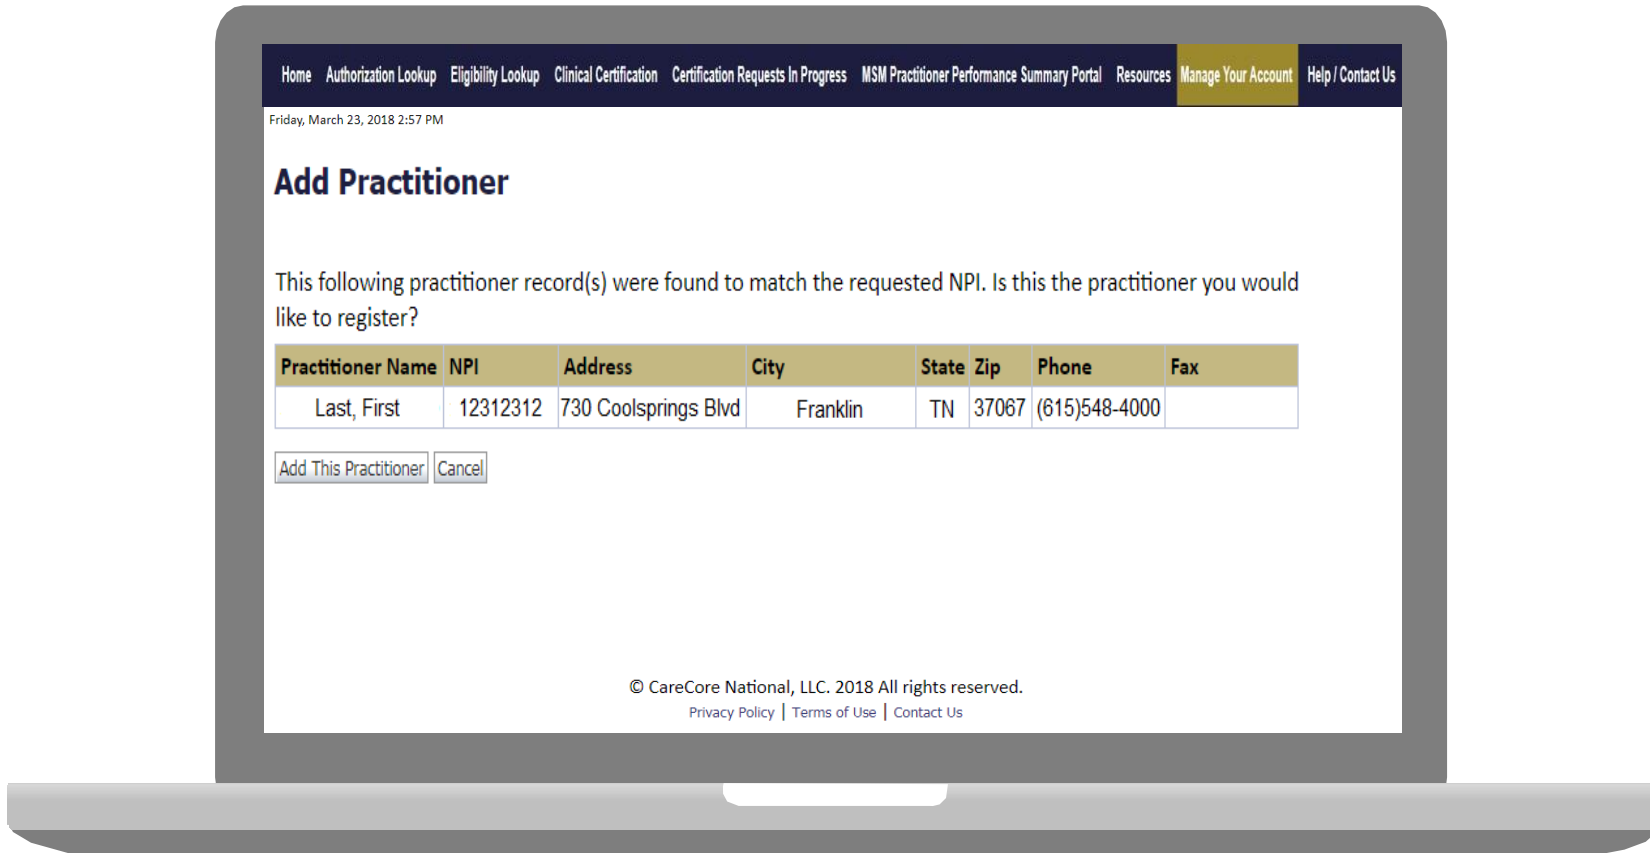 Home Authorization Lookup Eligibility Lookup Clinical Certification Certification Requests In Progress MSM Practitioner Performance Summary Portal Resources Manage Your Account Help / Contact Us
Friday, March 23, 2018 2:57 PM
Add Practitioner
This following practitioner record(s) were found to match the requested NPI. Is this the practitioner you would
like to register?
Practitioner Name NPI Address City State Zip Phone Fax
Last, First 12312312 730 Coolsprings Blvd Franklin TN 37067 (615)548-4000
Add This Practitioner Cancel
© CareCore National, LLC. 2018 All rights reserved.
Privacy Policy | Terms of Use | Contact Us